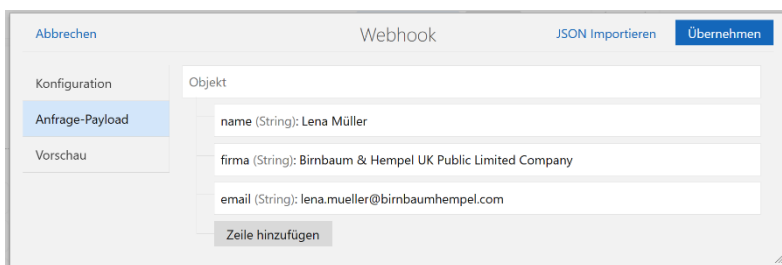 Abbrechen Webhook JSON Importieren Übernehmen
Konfiguration
Anfrage-Payload
Vorschau
Objekt
name (String): Lena Müller
firma (String): Birnbaum & Hempel UK Public Limited Company
email (String): lena.mueller@birnbaumhempel.com
Zeile hinzufügen